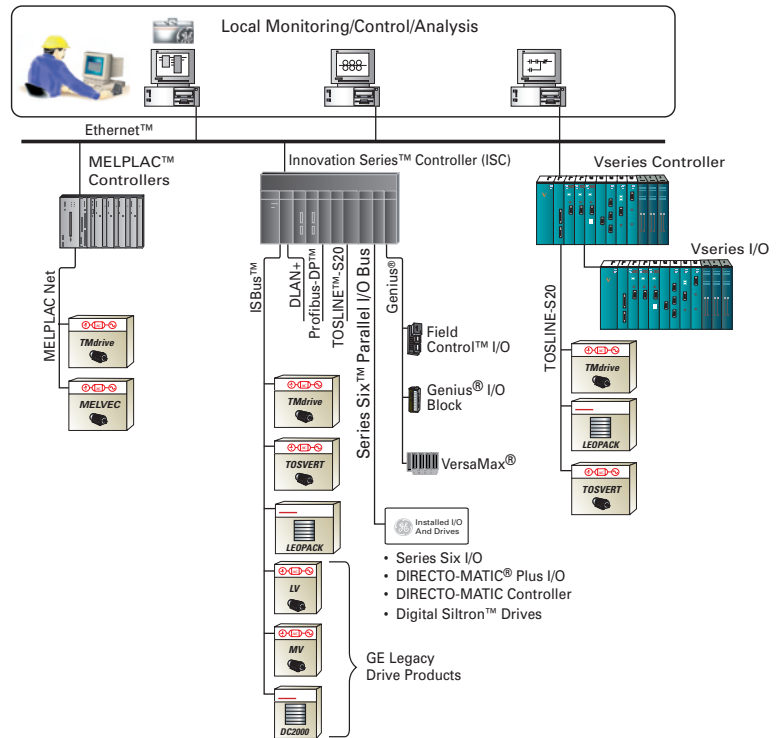 Local Monitoring/Control/Analysis
Ethernet™
MELPLAC™
Controllers
Innovation Series™ Controller (ISC)
Vseries Controller
Vseries I/O
MELPLAC Net
TMdrive
MELVEC
ISBus™
DLAN+
Profibus-DP™
TOSLINE™-S20
Series Six™ Parallel I/O Bus
Genius®
Field
Control™ I/O
Genius® I/O
Block
VersaMax®
TMdrive
TOSVERT
LEOPACK
LV
MV
DC2000
GE Legacy
Drive Products
Installed I/O
And Drives
• Series Six I/O
• DIRECTO-MATIC® Plus I/O
• DIRECTO-MATIC Controller
• Digital Siltron™ Drives
TOSLINE-S20
TMdrive
LEOPACK
TOSVERT